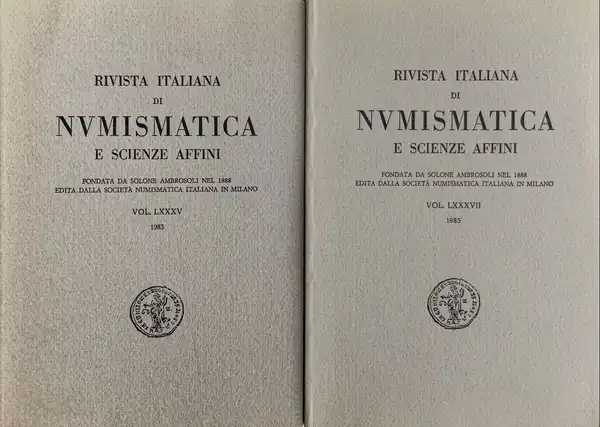 RIVISTA ITALIANA
DI
NVMISMATICA
E SCIENZE AFFINI
FONDATA DA SOLONE AMBROSOLI NEL 1888
EDITA DALLA SOCIETÀ NUMISMATICA ITALIANA IN MILANO
VOL. LXXXV
1983
RIVISTA ITALIANA
DI
NVMISMATICA
E SCIENZE AFFINI
FONDATA DA SOLONE AMBROSOLI NEL 1888
EDITA DALLA SOCIETÀ NUMISMATICA ITALIANA IN MILANO
VOL. LXXXVII
1985